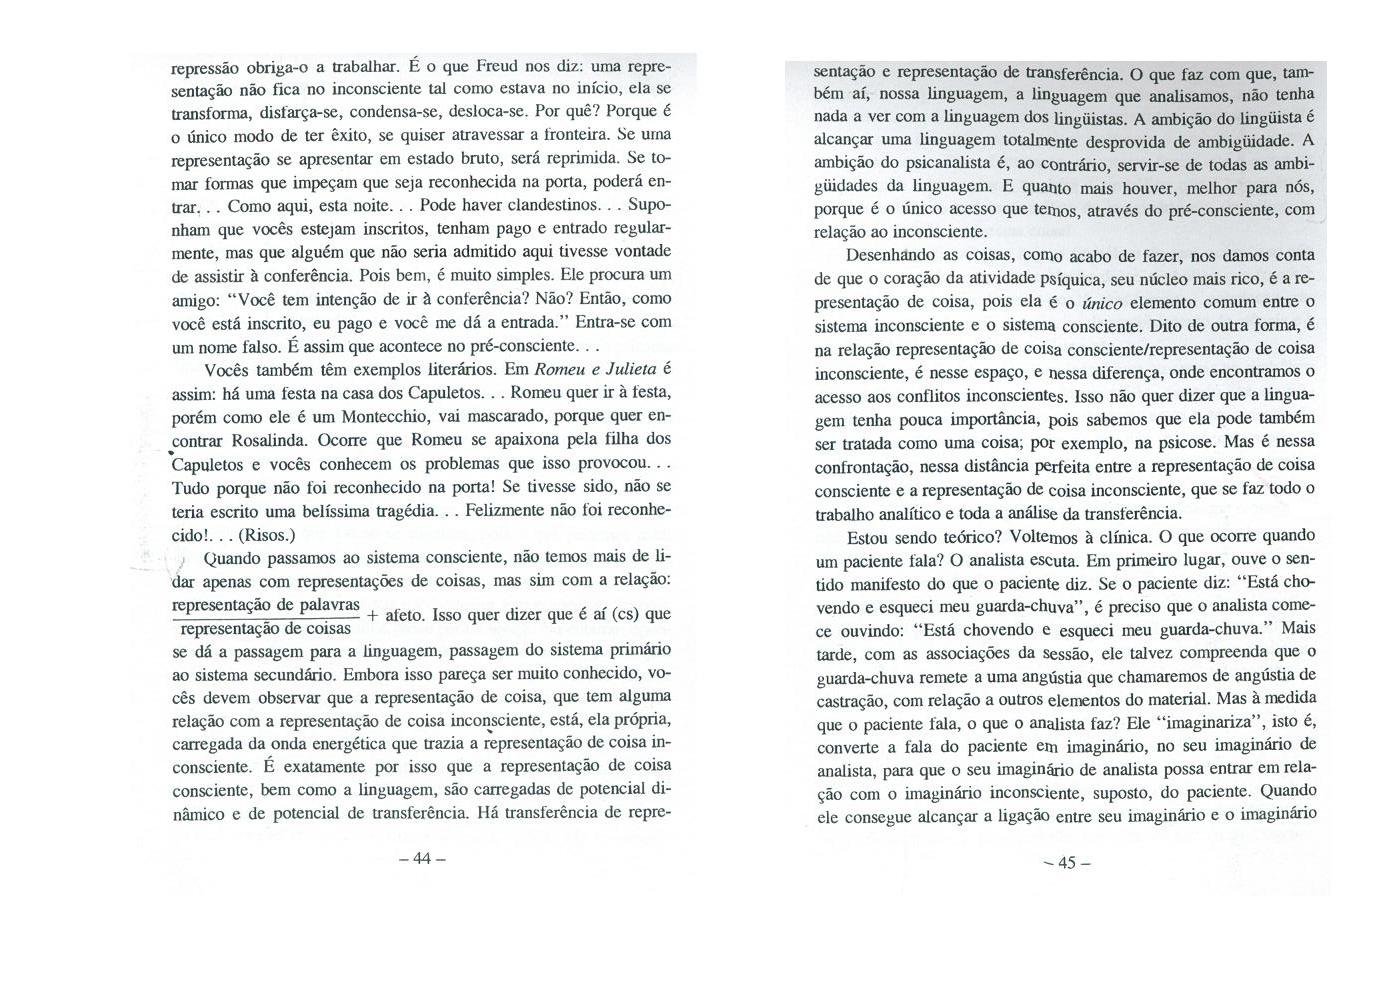 repressão obriga-o a trabalhar. É o que Freud nos diz: uma repre-
sentação não fica no inconsciente tal como estava no início, ela se
transforma, disfarça-se, condensa-se, desloca-se. Por quê? Porque é
o único modo de ter êxito, se quiser atravessar a fronteira. Se uma
representação se apresentar em estado bruto, será reprimida. Se to-
mar formas que impeçam que seja reconhecida na porta, poderá en-
trar. . . Como aqui, esta noite. . . Pode haver clandestinos. . . Supo-
nham que vocês estejam inscritos, tenham pago e entrado regular-
mente, mas que alguém que não seria admitido aqui tivesse vontade
de assistir à conferência. Pois bem, é muito simples. Ele procura um
amigo: “Você tem intenção de ir à conferência? Não? Então, como
você está inscrito, eu pago e você me dá a entrada.” Entra-se com
um nome falso. É assim que acontece no pré-consciente. . .
Vocês também têm exemplos literários. Em Romeu e Julieta é
assim: há uma festa na casa dos Capuletos. . . Romeu quer ir à festa,
porém como ele é um Montecchio, vai mascarado, porque quer en-
contrar Rosalinda. Ocorre que Romeu se apaixona pela filha dos
Capuletos e vocês conhecem os problemas que isso provocou. . .
Tudo porque não foi reconhecido na porta! Se tivesse sido, não se
teria escrito uma belíssima tragédia. . . Felizmente não foi reconhe-
cido!. . . (Risos.)
Quando passamos ao sistema consciente, não temos mais de li-
dar apenas com representações de coisas, mas sim com a relação:
representação de palavras
representação de coisas + afeto. Isso quer dizer que é aí (cs) que
se dá a passagem para a linguagem, passagem do sistema primário
ao sistema secundário. Embora isso pareça ser muito conhecido, vo-
cês devem observar que a representação de coisa, que tem alguma
relação com a representação de coisa inconsciente, está, ela própria,
carregada da onda energética que trazia a representação de coisa in-
consciente. É exatamente por isso que a representação de coisa
consciente, bem como a linguagem, são carregadas de potencial di-
nâmico e de potencial de transferência. Há transferência de repre-
– 44 –
sentação e representação de transferência. O que faz com que, tam-
bém aí, nossa linguagem, a linguagem que analisamos, não tenha
nada a ver com a linguagem dos lingüistas. A ambição do lingüista é
alcançar uma linguagem totalmente desprovida de ambigüidade. A
ambição do psicanalista é, ao contrário, servir-se de todas as ambi-
güidades da linguagem. E quanto mais houver, melhor para nós,
porque é o único acesso que temos, através do pré-consciente, com
relação ao inconsciente.
Desenhando as coisas, como acabo de fazer, nos damos conta
de que o coração da atividade psíquica, seu núcleo mais rico, é a re-
presentação de coisa, pois ela é o único elemento comum entre o
sistema inconsciente e o sistema consciente. Dito de outra forma, é
na relação representação de coisa consciente/representação de coisa
inconsciente, é nesse espaço, e nessa diferença, onde encontramos o
acesso aos conflitos inconscientes. Isso não quer dizer que a lingua-
gem tenha pouca importância, pois sabemos que ela pode também
ser tratada como uma coisa; por exemplo, na psicose. Mas é nessa
confrontação, nessa distância perfeita entre a representação de coisa
consciente e a representação de coisa inconsciente, que se faz todo o
trabalho analítico e toda a análise da transferência.
Estou sendo teórico? Voltemos à clínica. O que ocorre quando
um paciente fala? O analista escuta. Em primeiro lugar, ouve o sen-
tido manifesto do que o paciente diz. Se o paciente diz: “Está cho-
vendo e esqueci meu guarda-chuva”, é preciso que o analista come-
ce ouvindo: “Está chovendo e esqueci meu guarda-chuva.” Mais
tarde, com as associações da sessão, ele talvez compreenda que o
guarda-chuva remete a uma angústia que chamaremos de angústia de
castração, com relação a outros elementos do material. Mas à medida
que o paciente fala, o que o analista faz? Ele “imaginariza”, isto é,
converte a fala do paciente em imaginário, no seu imaginário de
analista, para que o seu imaginário de analista possa entrar em rela-
ção com o imaginário inconsciente, suposto, do paciente. Quando
ele consegue alcançar a ligação entre seu imaginário e o imaginário
– 45 –